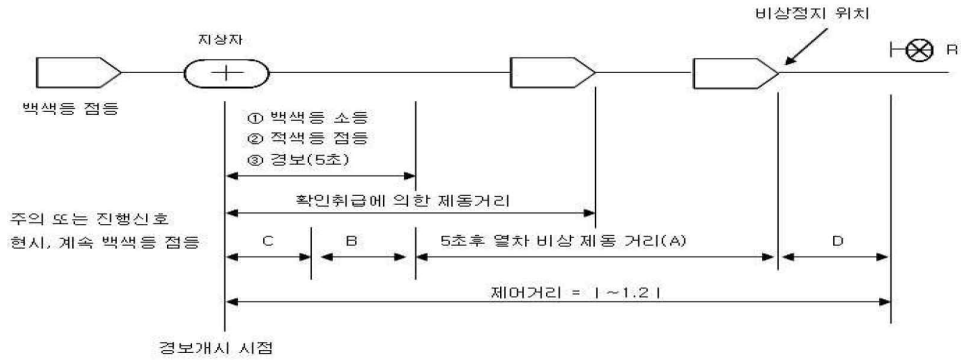 비상정지 위치
R
지상자
백색등 점등
① 백색등 소등
② 적색등 점등
③ 경보(5초)
확인취급에 의한 제동거리
주의 또는 진행신호
현시, 계속 백색등 점등
C
B
5초후 열차 비상 제동 거리(A)
D
제어거리 = l ~1.2 l
경보개시 시점